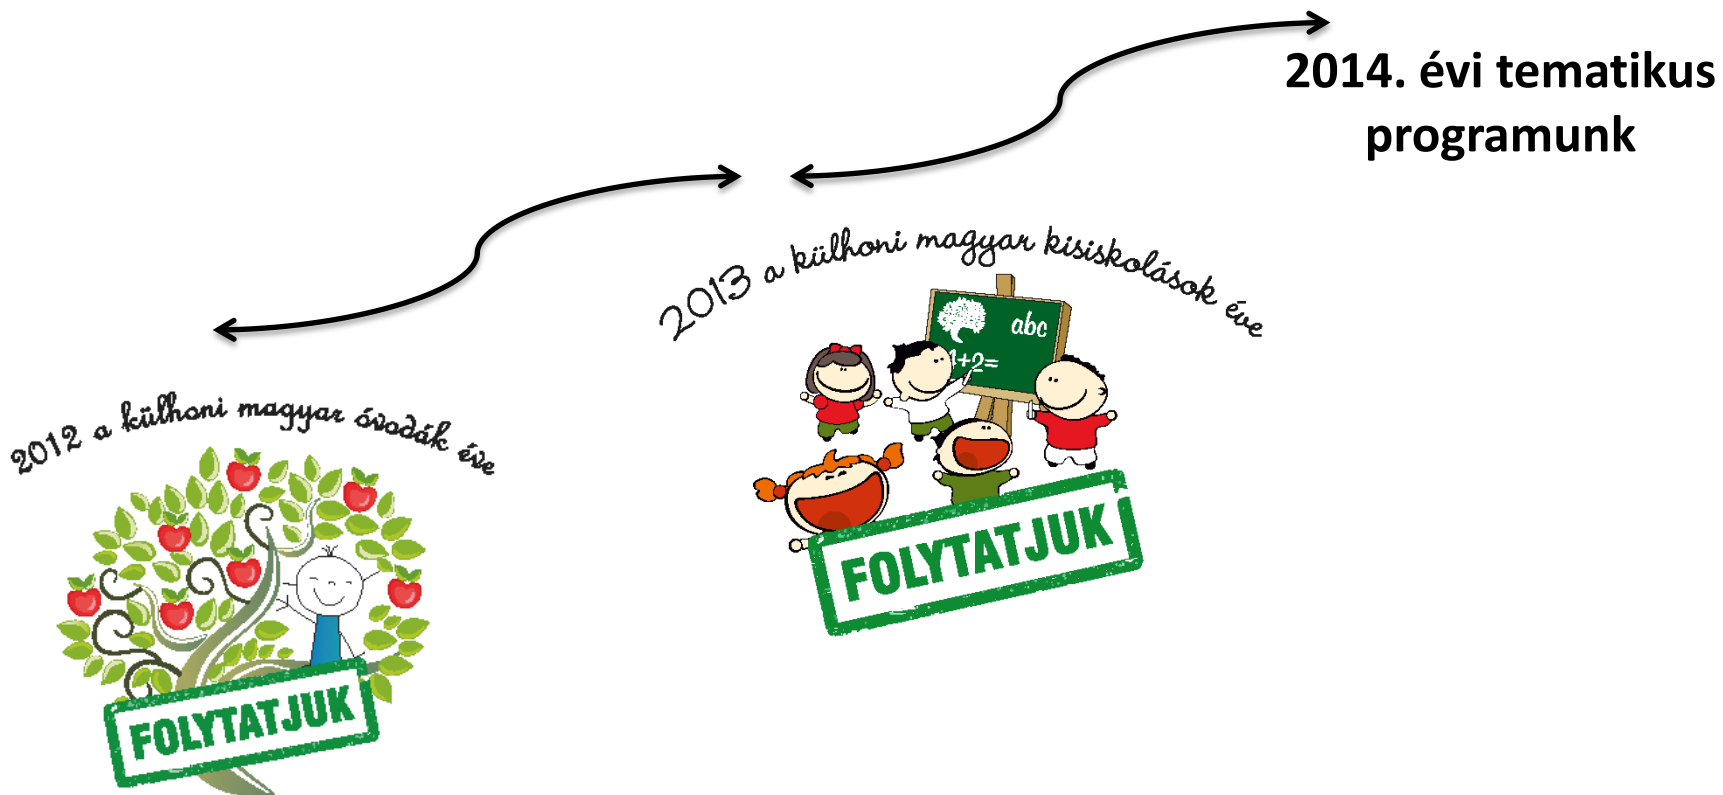 2014. évi tematikus
programunk
2013 a külhoni magyar kisiskolások éve
abc
1+2=
FOLYTATJUK
2012 a külhoni magyar óvodák éve
FOLYTATJUK